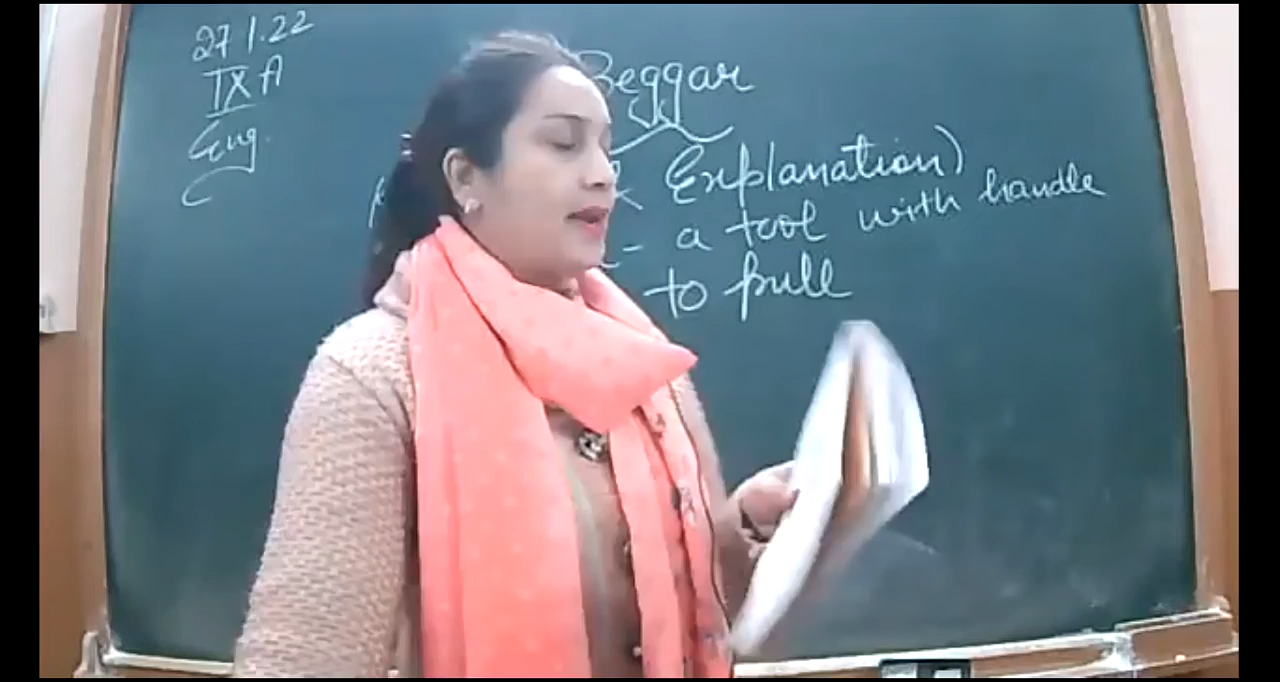 27 1.22
IX A
Eng.
Beggar
& Explanation)
- a tool with handle
to pull